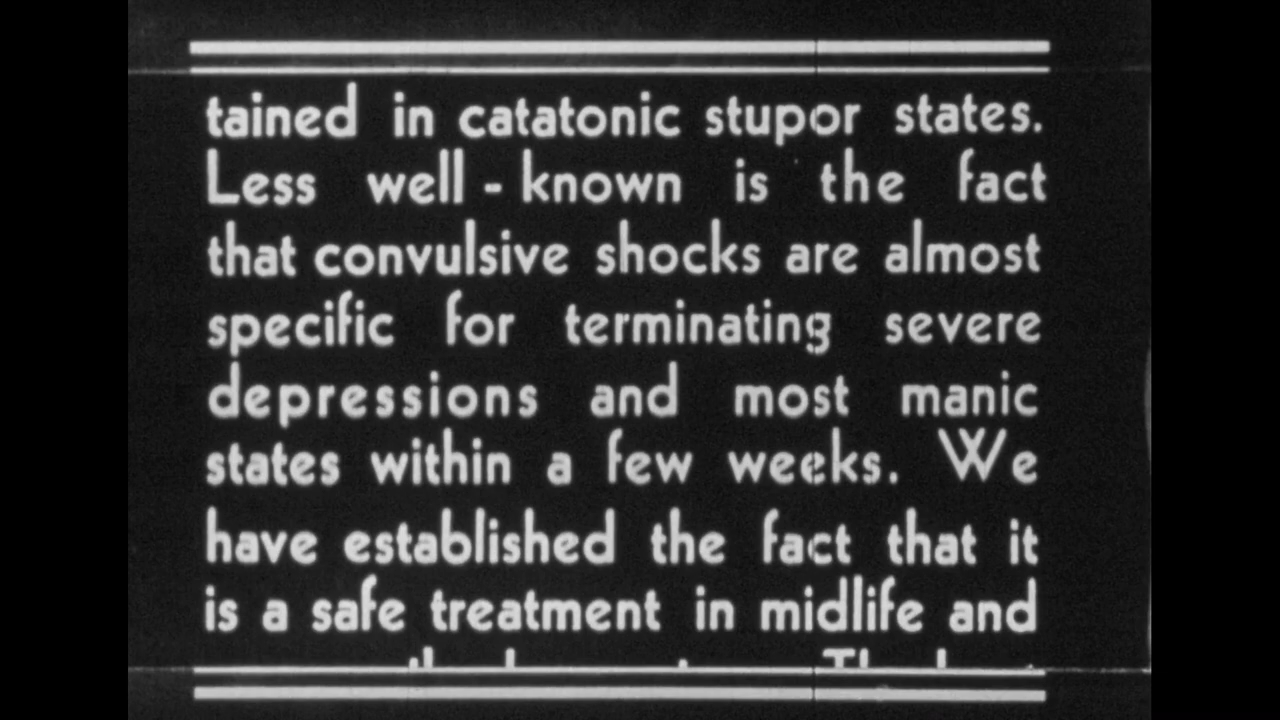 tained in catatonic stupor states.
Less well-known is the fact
that convulsive shocks are almost
specific for terminating severe
depressions and most manic
states within a few weeks. We
have established the fact that it
is a safe treatment in midlife and